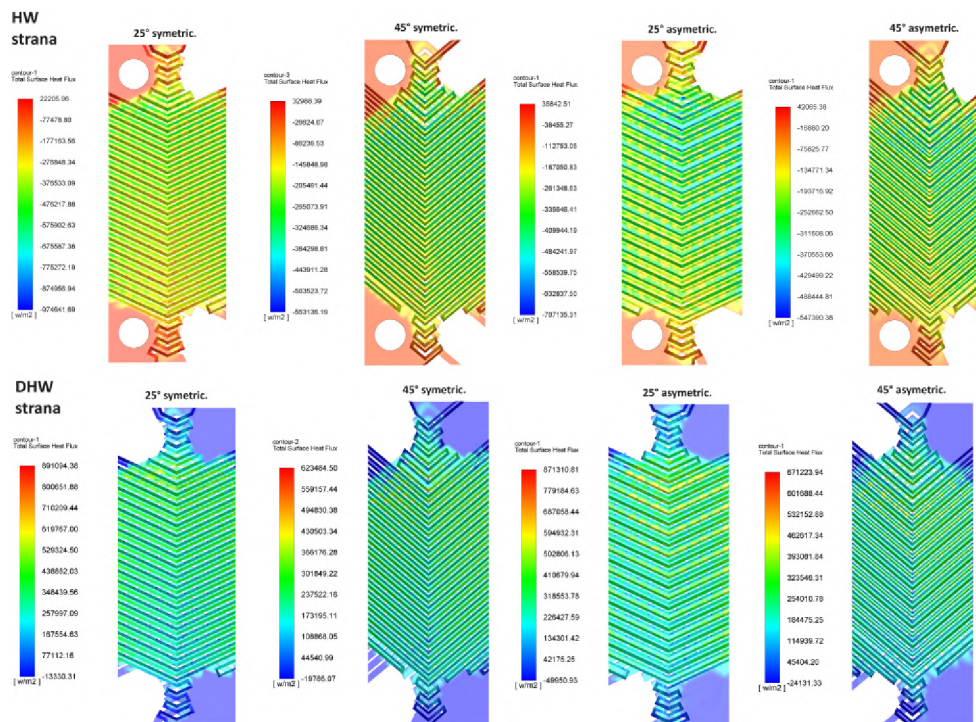 HW
strana
25° symetric.
contour-1
Total Surface Heat Flux
22205.96
-77478.80
-177163.56
-276848.34
-376533.09
-476217.88
-575902.63
-675587.38
-775272.19
-874956.94
-974641.69
[ w/m2 ]
45° symetric.
contour-3
Total Surface Heat Flux
32988.39
-26624.07
-86236.53
-145848.98
-205461.44
-265073.91
-324686.34
-384298.81
-443911.28
-503523.72
-563136.19
[ w/m2 ]
25° asymetric
contour-1
Total Surface Heat Flux
35842.51
-38455.27
-112753.05
-187050.83
-261348.63
-335646.41
-409944.19
-484241.97
-558539.75
-632837.50
-707135.31
[ w/m2 ]
45° asymetric
contour-1
Total Surface Heat Flux
42065.38
-16880.20
-75825.77
-134771.34
-193716.92
-252662.50
-311608.06
-370553.66
-429499.22
-488444.81
-547390.38
[ w/m2 ]
DHW
strana
25° symetric.
contour-1
Total Surface Heat Flux
891094.38
800651.88
710209.44
619767.00
529324.50
438882.03
348439.56
257997.09
167554.63
77112.16
-13330.31
[ w/m2 ]
45° symetric.
contour-2
Total Surface Heat Flux
623484.50
559157.44
494830.38
430503.34
366176.28
301849.22
237522.16
173195.11
108868.05
44540.99
-19786.07
[ w/m2 ]
25° asymetric.
contour-1
Total Surface Heat Flux
871310.81
779184.63
687058.44
594932.31
502806.13
410679.94
318553.78
226427.59
134301.42
42175.25
-49950.93
[ w/m2 ]
45° asymetric.
contour-1
Total Surface Heat Flux
671223.94
601688.44
532152.88
462617.34
393081.84
323546.31
254010.78
184475.25
114939.72
45404.20
-24131.33
[ w/m2 ]